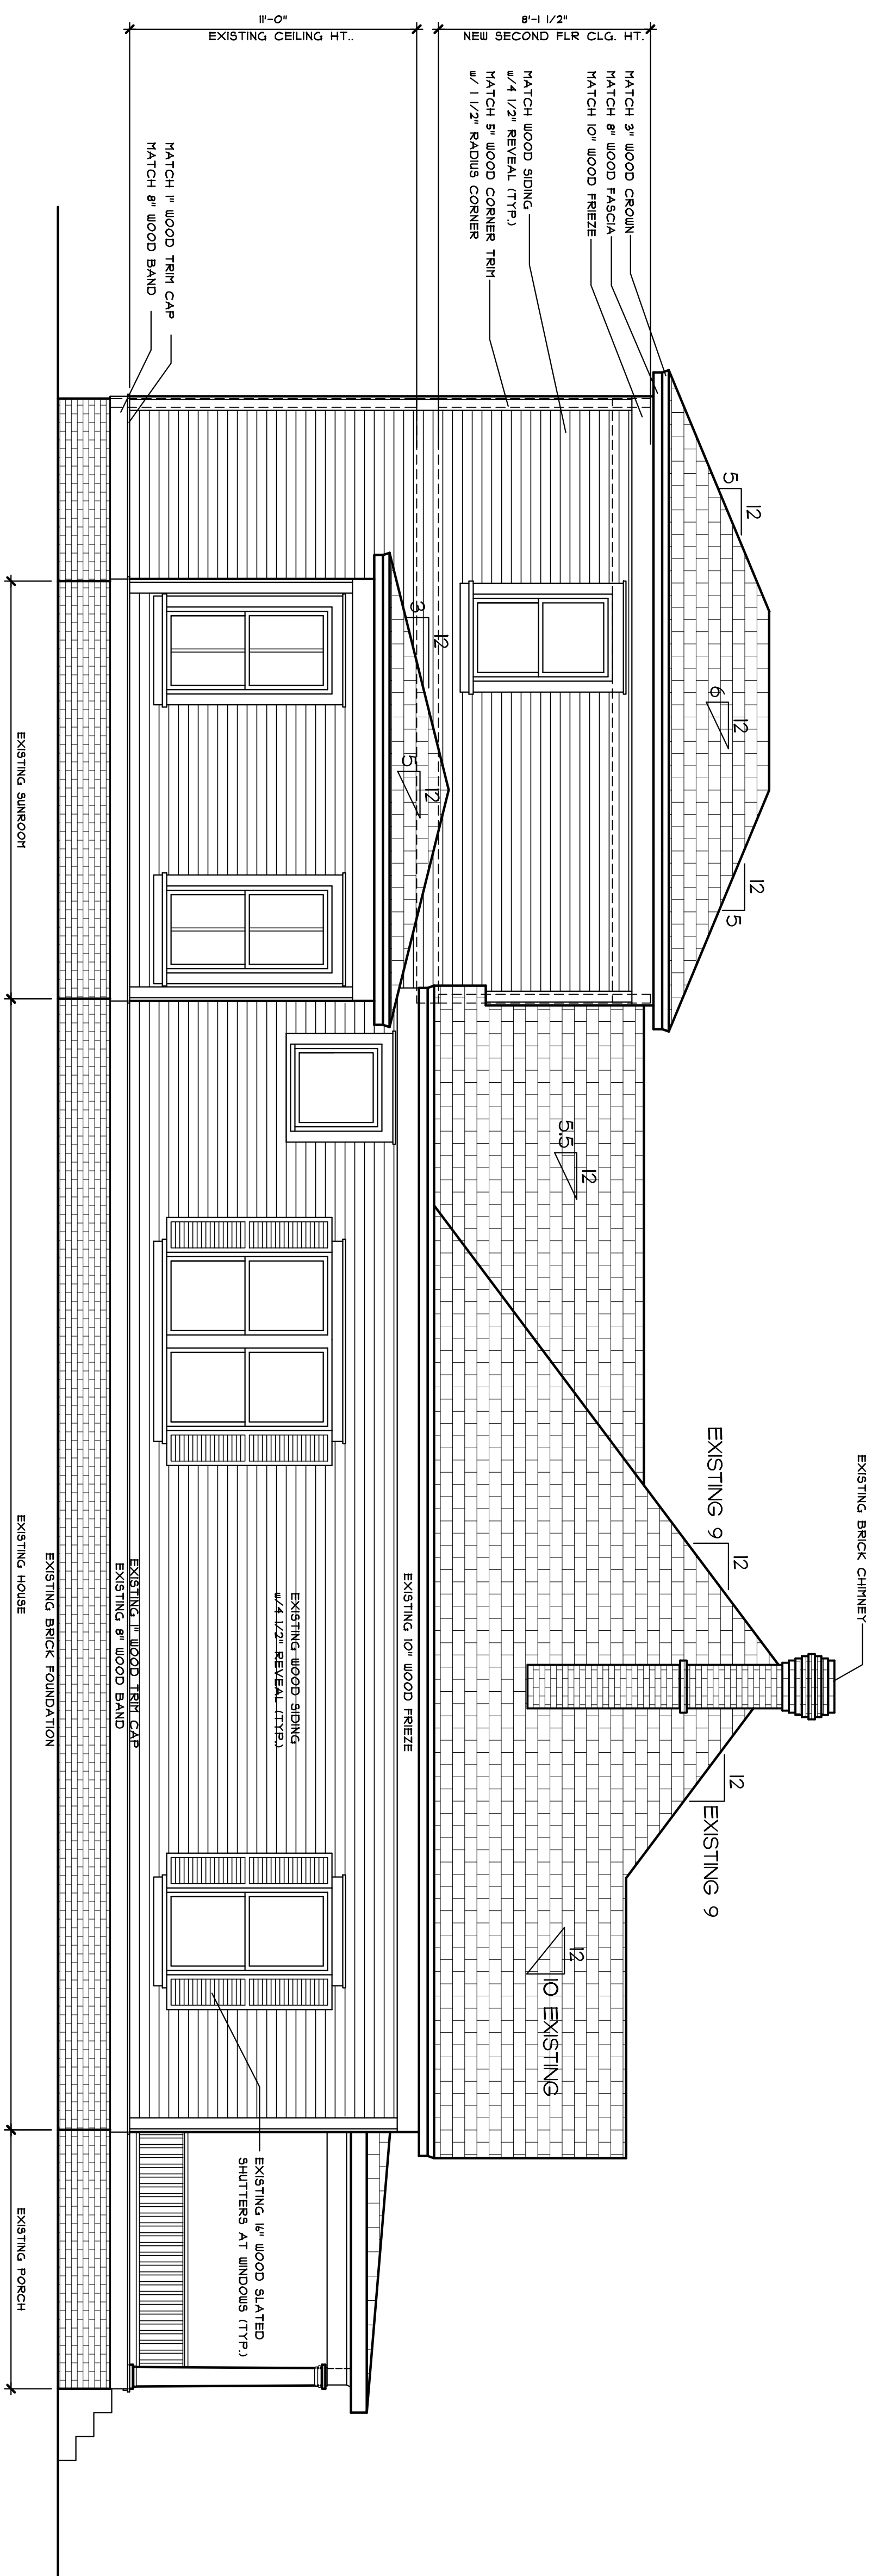 EXISTING BRICK CHIMNEY
12
5
6
12
12
5
EXISTING 9
12
12
EXISTING 9
8'-1 1/2"
NEW SECOND FLR CLG. HT.
MATCH 3" WOOD CROWN
MATCH 8" WOOD FASCIA
MATCH 10" WOOD FRIEZE
MATCH WOOD SIDING
w/4 1/2" REVEAL (TYP.)
MATCH 5" WOOD CORNER TRIM
w/ 1 1/2" RADIUS CORNER
12
5.5
12
10 EXISTING
11'-0"
EXISTING CEILING HT..
12
3
12
5
EXISTING 10" WOOD FRIEZE
EXISTING WOOD SIDING
w/4 1/2" REVEAL (TYP.)
EXISTING 16" WOOD SLATED
SHUTTERS AT WINDOWS (TYP.)
MATCH 1" WOOD TRIM CAP
MATCH 8" WOOD BAND
EXISTING 1" WOOD TRIM CAP
EXISTING 8" WOOD BAND
EXISTING BRICK FOUNDATION
EXISTING SUNROOM
EXISTING HOUSE
EXISTING PORCH